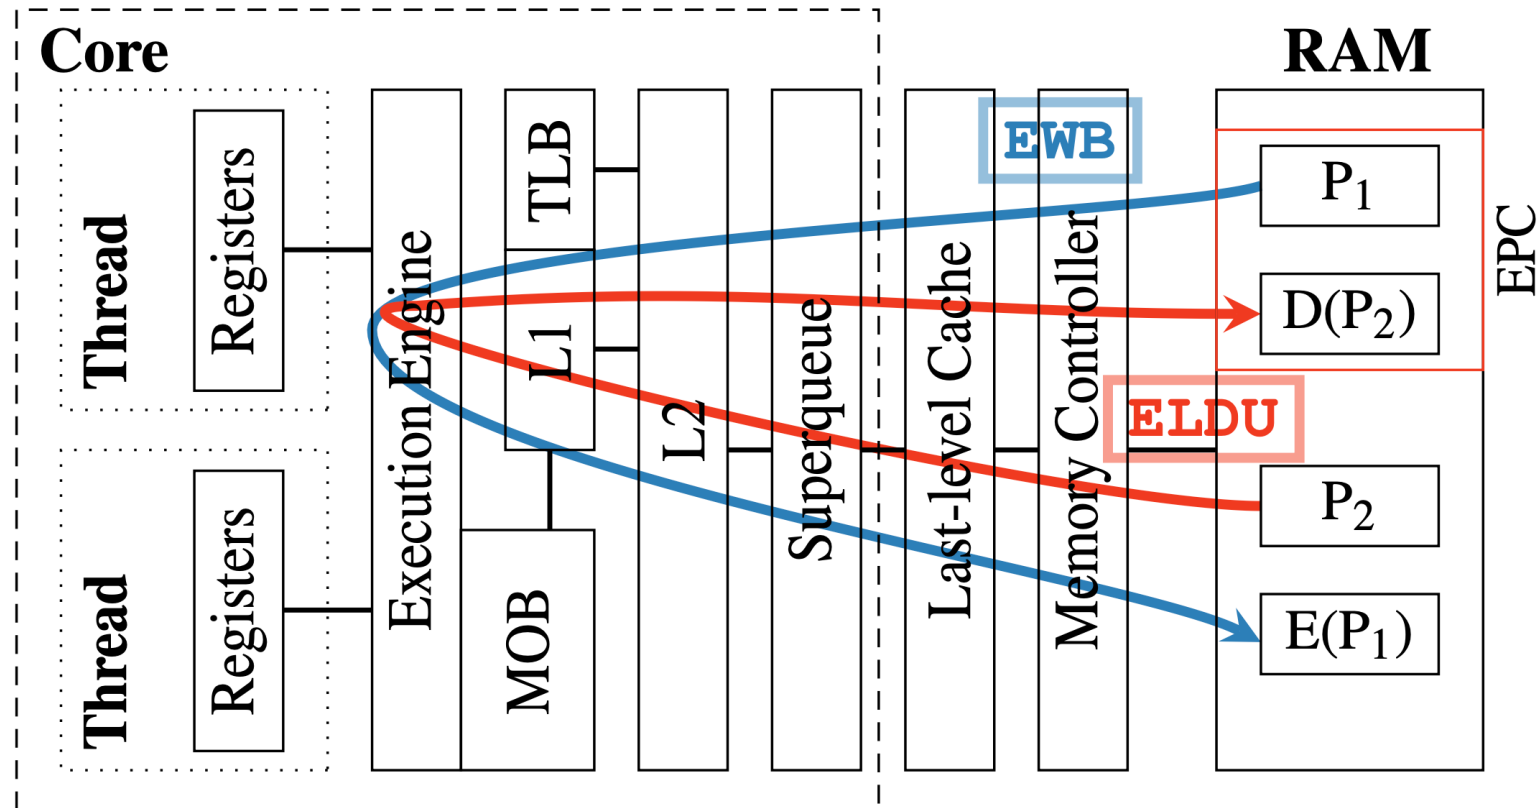 Core
Thread
Registers
Thread
Registers
Execution Engine
TLB
L1
MOB
L2
Superqueue
Last-level Cache
Memory Controller
EWB
ELDU
RAM
P₁
D(P₂)
EPC
P₂
E(P₁)